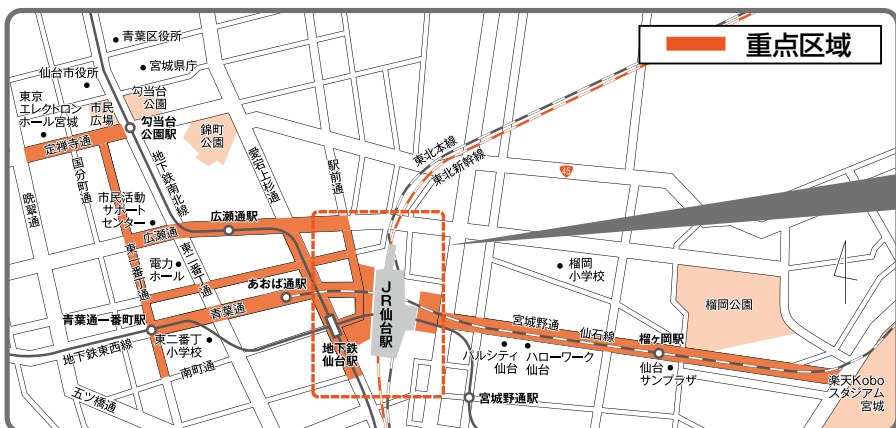 重点区域
青葉区役所
仙台市役所
宮城県庁
東京
エレクトロン
ホール宮城
市民
広場
勾当台
公園
勾当台
公園駅
錦町
公園
定禅寺通
国分町通
地下鉄南北線
愛宕上杉通
駅前通
東北本線
東北新幹線
45
晩翠通
市民活動
サポート
センター
広瀬通駅
広瀬通
東二番丁通
東一番丁通
電力
ホール
あおば通駅
青葉通
JR仙台駅
榴岡
小学校
榴岡公園
青葉通一番町駅
地下鉄東西線
東二番丁
小学校
南町通
地下鉄
仙台駅
宮城野通
仙石線
榴ヶ岡駅
パルシティ
仙台
ハローワーク
仙台
仙台
サンプラザ
楽天Kobo
スタジアム
宮城
五ツ橋通
宮城野通駅